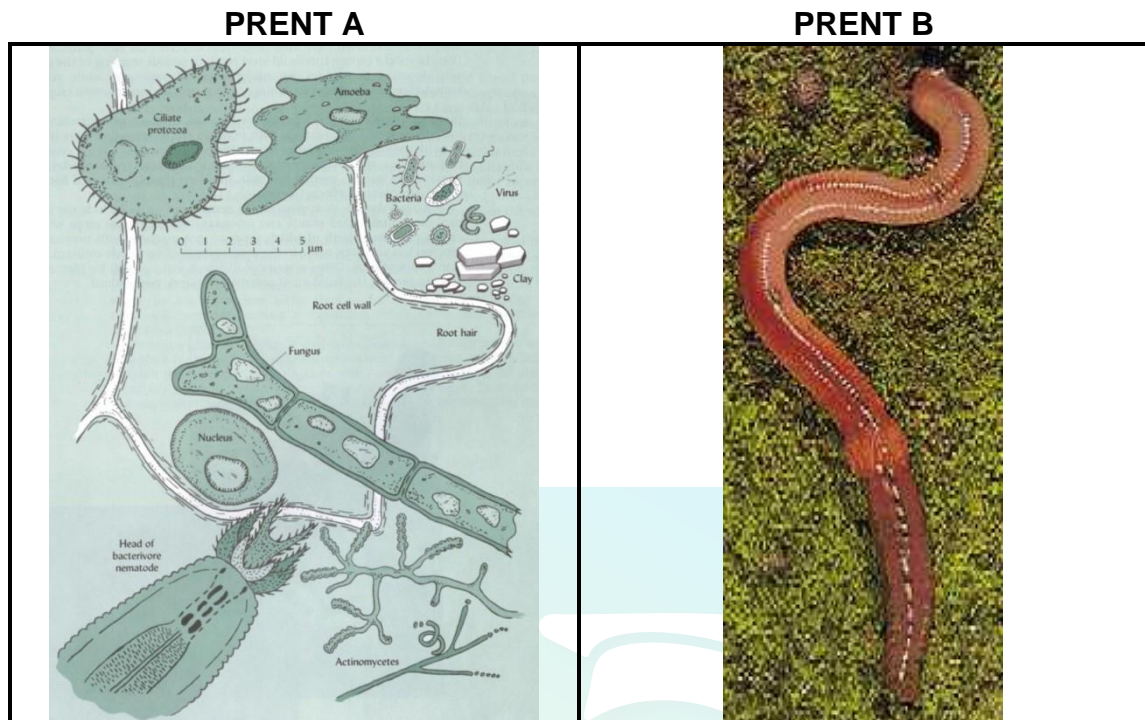 PRENT A
PRENT B
Ciliate
protozoa
Amoeba
Bacteria
Virus
0 1 2 3 4 5 μm
Clay
Root cell wall
Root hair
Fungus
Nucleus
Head of
bacterivore
nematode
Actinomycetes